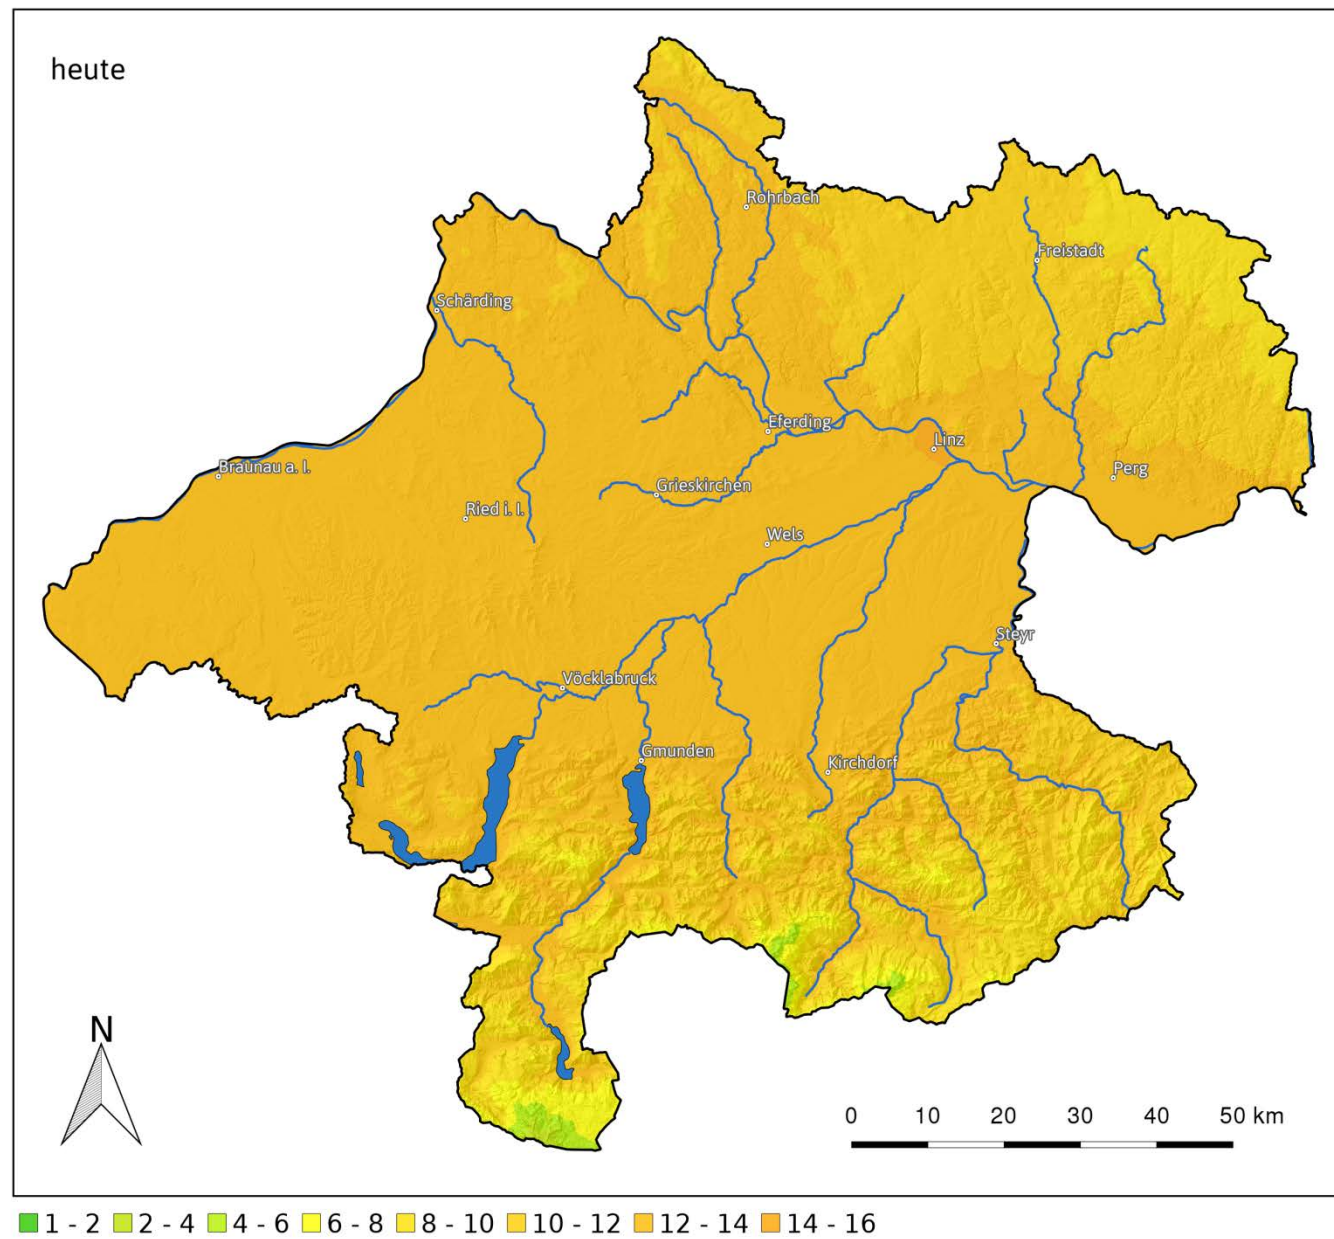 heute
Rohrbach
Freistadt
Schärding
Eferding
Linz
Braunau a. I.
Perg
Grieskirchen
Ried i. I.
Wels
Steyr
Vöcklabruck
Gmunden
Kirchdorf
N
0 10 20 30 40 50 km
1 - 2 2 - 4 4 - 6 6 - 8 8 - 10 10 - 12 12 - 14 14 - 16